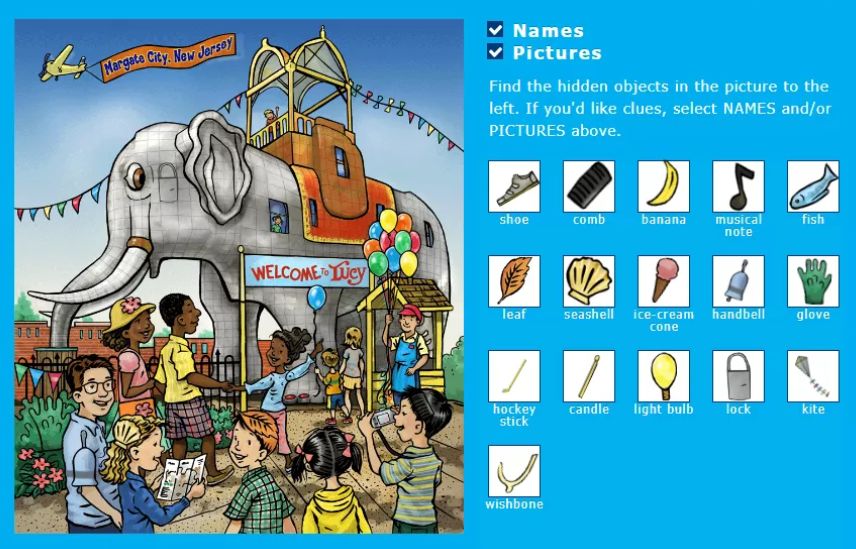 Margate City, New Jersey
WELCOME TO Lucy
Names
Pictures
Find the hidden objects in the picture to the
left. If you'd like clues, select NAMES and/or
PICTURES above.
shoe
comb
banana
musical
note
fish
leaf
seashell
ice-cream
cone
handbell
glove
hockey
stick
candle
light bulb
lock
kite
wishbone